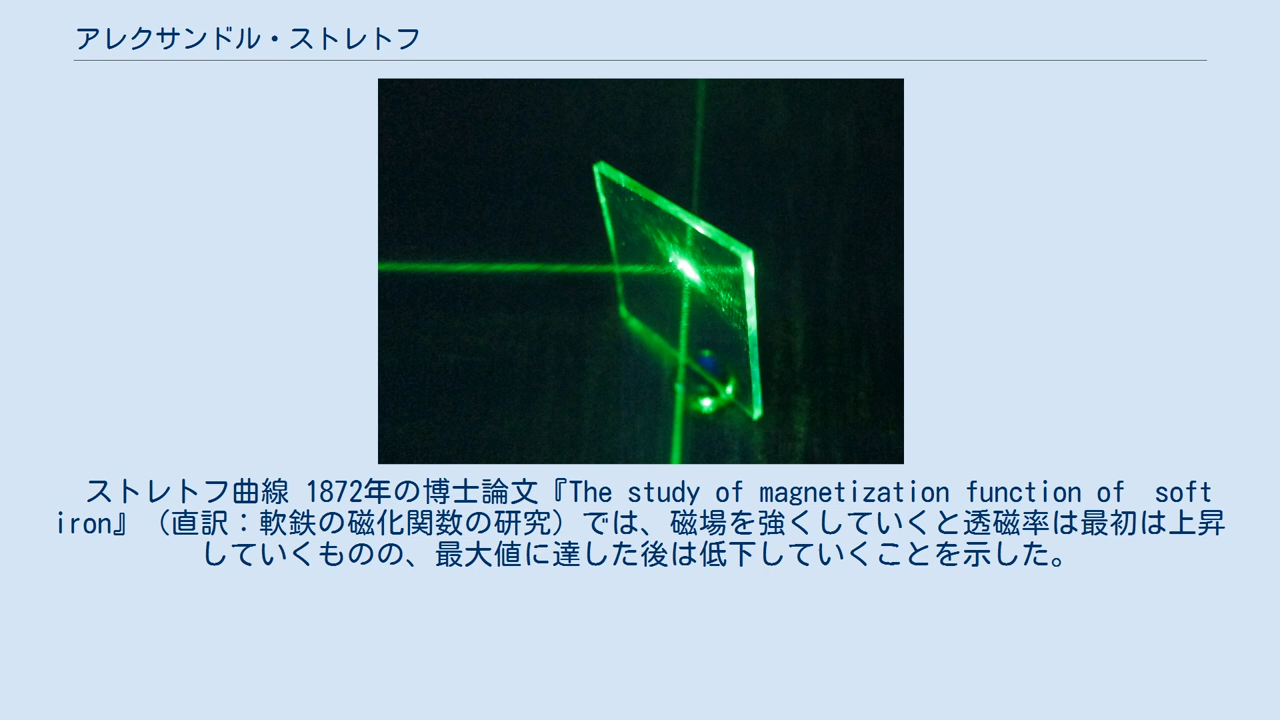 アレクサンドル・ストレトフ
ストレトフ曲線 1872年の博士論文『The study of magnetization function of  soft
iron』（直訳：軟鉄の磁化関数の研究）では、磁場を強くしていくと透磁率は最初は上昇
していくものの、最大値に達した後は低下していくことを示した。